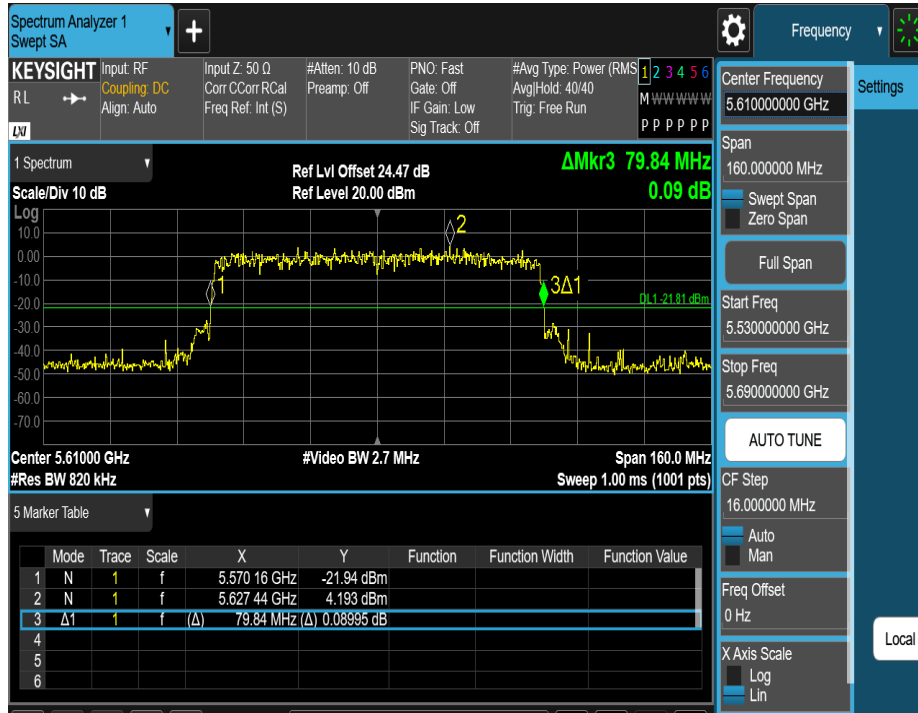 Spectrum Analyzer 1
Swept SA
+
Frequency
KEYSIGHT
RL
LXI
Input: RF
Coupling: DC
Align: Auto
Input Z: 50 Ω
Corr CCorr RCal
Freq Ref: Int (S)
#Atten: 10 dB
Preamp: Off
PNO: Fast
Gate: Off
IF Gain: Low
Sig Track: Off
#Avg Type: Power (RMS
Avg|Hold: 40/40
Trig: Free Run
1 2 3 4 5 6
M W W W W W
P P P P P P
1 Spectrum
Scale/Div 10 dB
Ref Lvl Offset 24.47 dB
Ref Level 20.00 dBm
ΔMkr3 79.84 MHz
0.09 dB
Log
10.0
0.00
-10.0
-20.0
-30.0
-40.0
-50.0
-60.0
-70.0
1
2
3Δ1
DL1 -21.81 dBm
Center 5.61000 GHz
#Video BW 2.7 MHz
Span 160.0 MHz
#Res BW 820 kHz
Sweep 1.00 ms (1001 pts)
5 Marker Table
Mode Trace Scale X Y Function Function Width Function Value
1 N 1 f 5.570 16 GHz -21.94 dBm
2 N 1 f 5.627 44 GHz 4.193 dBm
3 Δ1 1 f (Δ) 79.84 MHz (Δ) 0.08995 dB
4
5
6
Center Frequency
5.610000000 GHz
Settings
Span
160.000000 MHz
Swept Span
Zero Span
Full Span
Start Freq
5.530000000 GHz
Stop Freq
5.690000000 GHz
AUTO TUNE
CF Step
16.000000 MHz
Auto
Man
Freq Offset
0 Hz
Local
X Axis Scale
Log
Lin